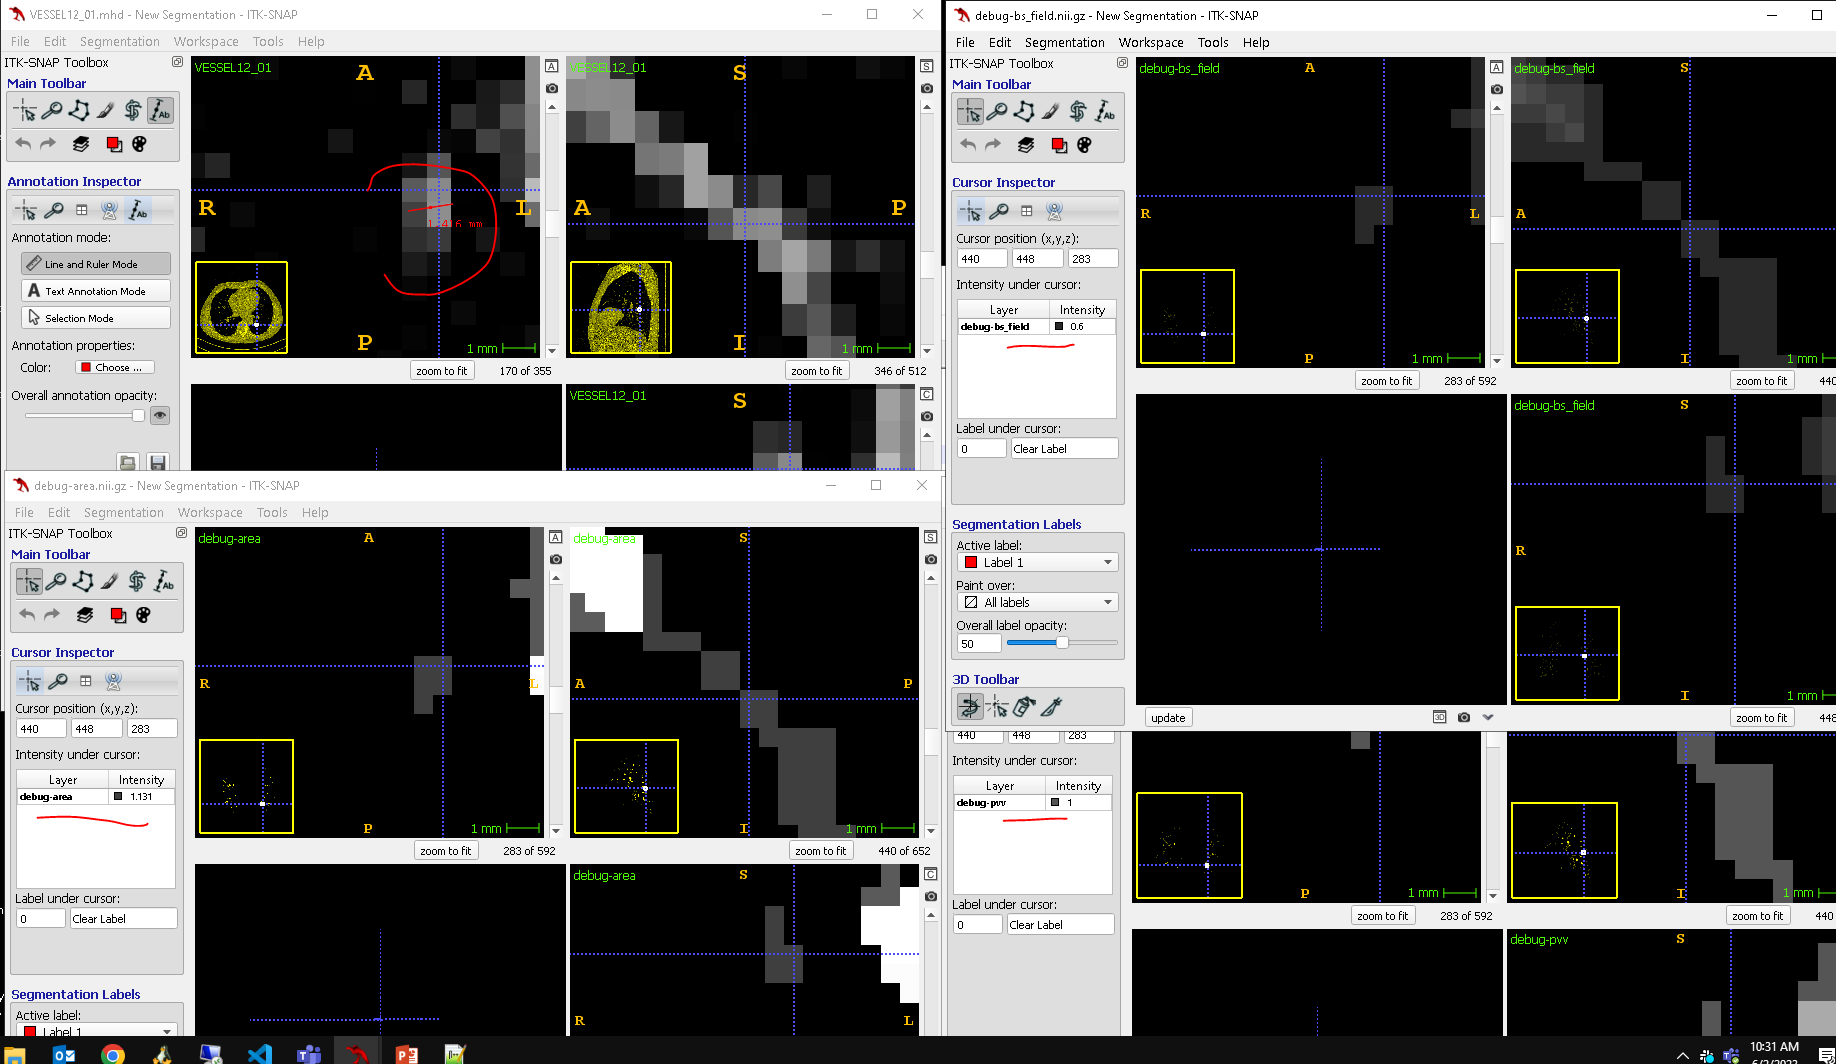 VESSEL12_01.mhd - New Segmentation - ITK-SNAP
File Edit Segmentation Workspace Tools Help
ITK-SNAP Toolbox
Main Toolbar
Annotation Inspector
Annotation mode:
Line and Ruler Mode
Text Annotation Mode
Selection Mode
Annotation properties:
Color: Choose ...
Overall annotation opacity:
VESSEL12_01
A
R
L
P
1 mm
zoom to fit 170 of 355
VESSEL12_01
S
A
P
I
1 mm
zoom to fit 346 of 512
VESSEL12_01
S
debug-bs_field.nii.gz - New Segmentation - ITK-SNAP
File Edit Segmentation Workspace Tools Help
ITK-SNAP Toolbox
Main Toolbar
Cursor Inspector
Cursor position (x,y,z):
440 448 283
Intensity under cursor:
Layer Intensity
debug-bs_field 0.6
Label under cursor:
0 Clear Label
Segmentation Labels
Active label:
Label 1
Paint over:
All labels
Overall label opacity:
50
3D Toolbar
debug-bs_field
A
R
L
P
1 mm
zoom to fit 283 of 592
debug-bs_field
S
A
I
1 mm
zoom to fit 440
update
debug-bs_field
S
R
I
1 mm
zoom to fit 448
debug-area.nii.gz - New Segmentation - ITK-SNAP
File Edit Segmentation Workspace Tools Help
ITK-SNAP Toolbox
Main Toolbar
Cursor Inspector
Cursor position (x,y,z):
440 448 283
Intensity under cursor:
Layer Intensity
debug-area 1.131
Label under cursor:
0 Clear Label
Segmentation Labels
Active label:
Label 1
debug-area
A
R
L
P
1 mm
zoom to fit 283 of 592
debug-area
S
A
P
I
1 mm
zoom to fit 440 of 652
debug-area
S
R
L
440 448 283
Intensity under cursor:
Layer Intensity
debug-pvv 1
Label under cursor:
0 Clear Label
P
1 mm
zoom to fit 283 of 592
I
1 mm
zoom to fit 440
debug-pvv
S
10:31 AM